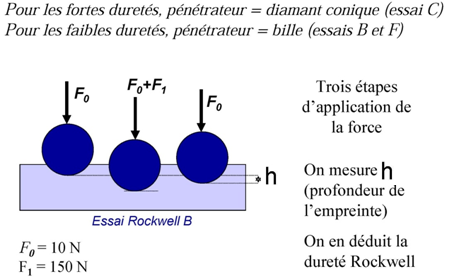 Pour les fortes duretés, pénétrateur = diamant conique (essai C)
Pour les faibles duretés, pénétrateur = bille (essais B et F)
F₀
F₀+F₁
F₀
h
Essai Rockwell B
F₀ = 10 N
F₁ = 150 N
Trois étapes
d'application de
la force
On mesure h
(profondeur de
l'empreinte)
On en déduit la
dureté Rockwell